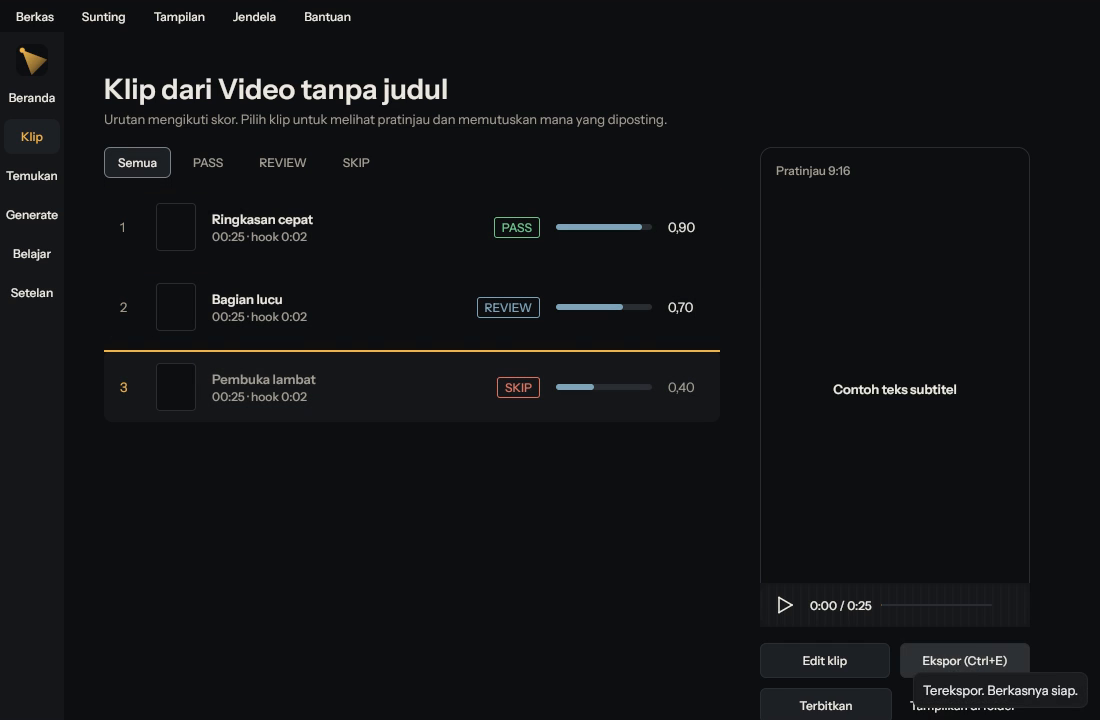 Berkas Sunting Tampilan Jendela Bantuan
Beranda
Klip
Temukan
Generate
Belajar
Setelan
Klip dari Video tanpa judul
Urutan mengikuti skor. Pilih klip untuk melihat pratinjau dan memutuskan mana yang diposting.
Semua PASS REVIEW SKIP
1 Ringkasan cepat PASS 0,90
00:25 · hook 0:02
2 Bagian lucu REVIEW 0,70
00:25 · hook 0:02
3 Pembuka lambat SKIP 0,40
00:25 · hook 0:02
Pratinjau 9:16
Contoh teks subtitel
0:00 / 0:25
Edit klip Ekspor (Ctrl+E)
Terbitkan
Terekspor. Berkasnya siap.